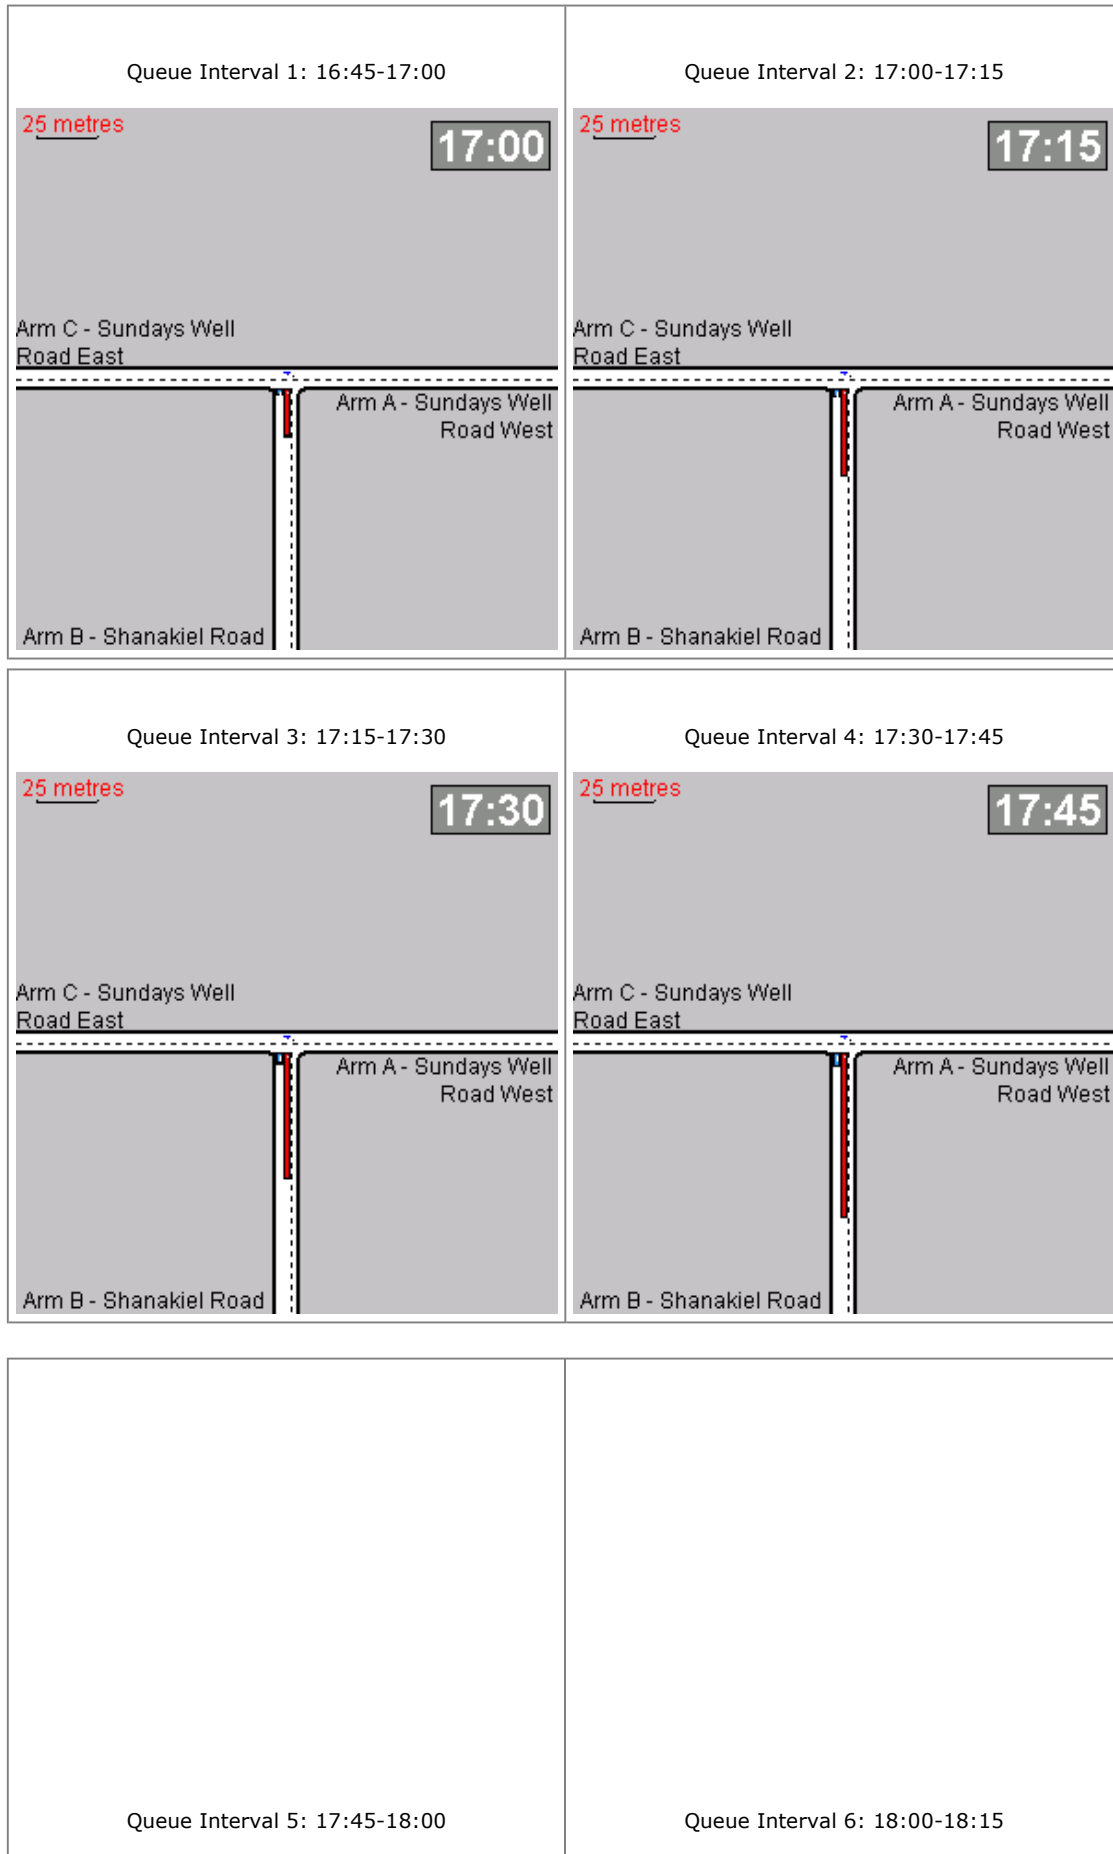 Queue Interval 1: 16:45-17:00
25 metres
17:00
Arm C - Sundays Well
Road East
Arm A - Sundays Well
Road West
Arm B - Shanakiel Road
Queue Interval 2: 17:00-17:15
25 metres
17:15
Arm C - Sundays Well
Road East
Arm A - Sundays Well
Road West
Arm B - Shanakiel Road
Queue Interval 3: 17:15-17:30
25 metres
17:30
Arm C - Sundays Well
Road East
Arm A - Sundays Well
Road West
Arm B - Shanakiel Road
Queue Interval 4: 17:30-17:45
25 metres
17:45
Arm C - Sundays Well
Road East
Arm A - Sundays Well
Road West
Arm B - Shanakiel Road
Queue Interval 5: 17:45-18:00
Queue Interval 6: 18:00-18:15